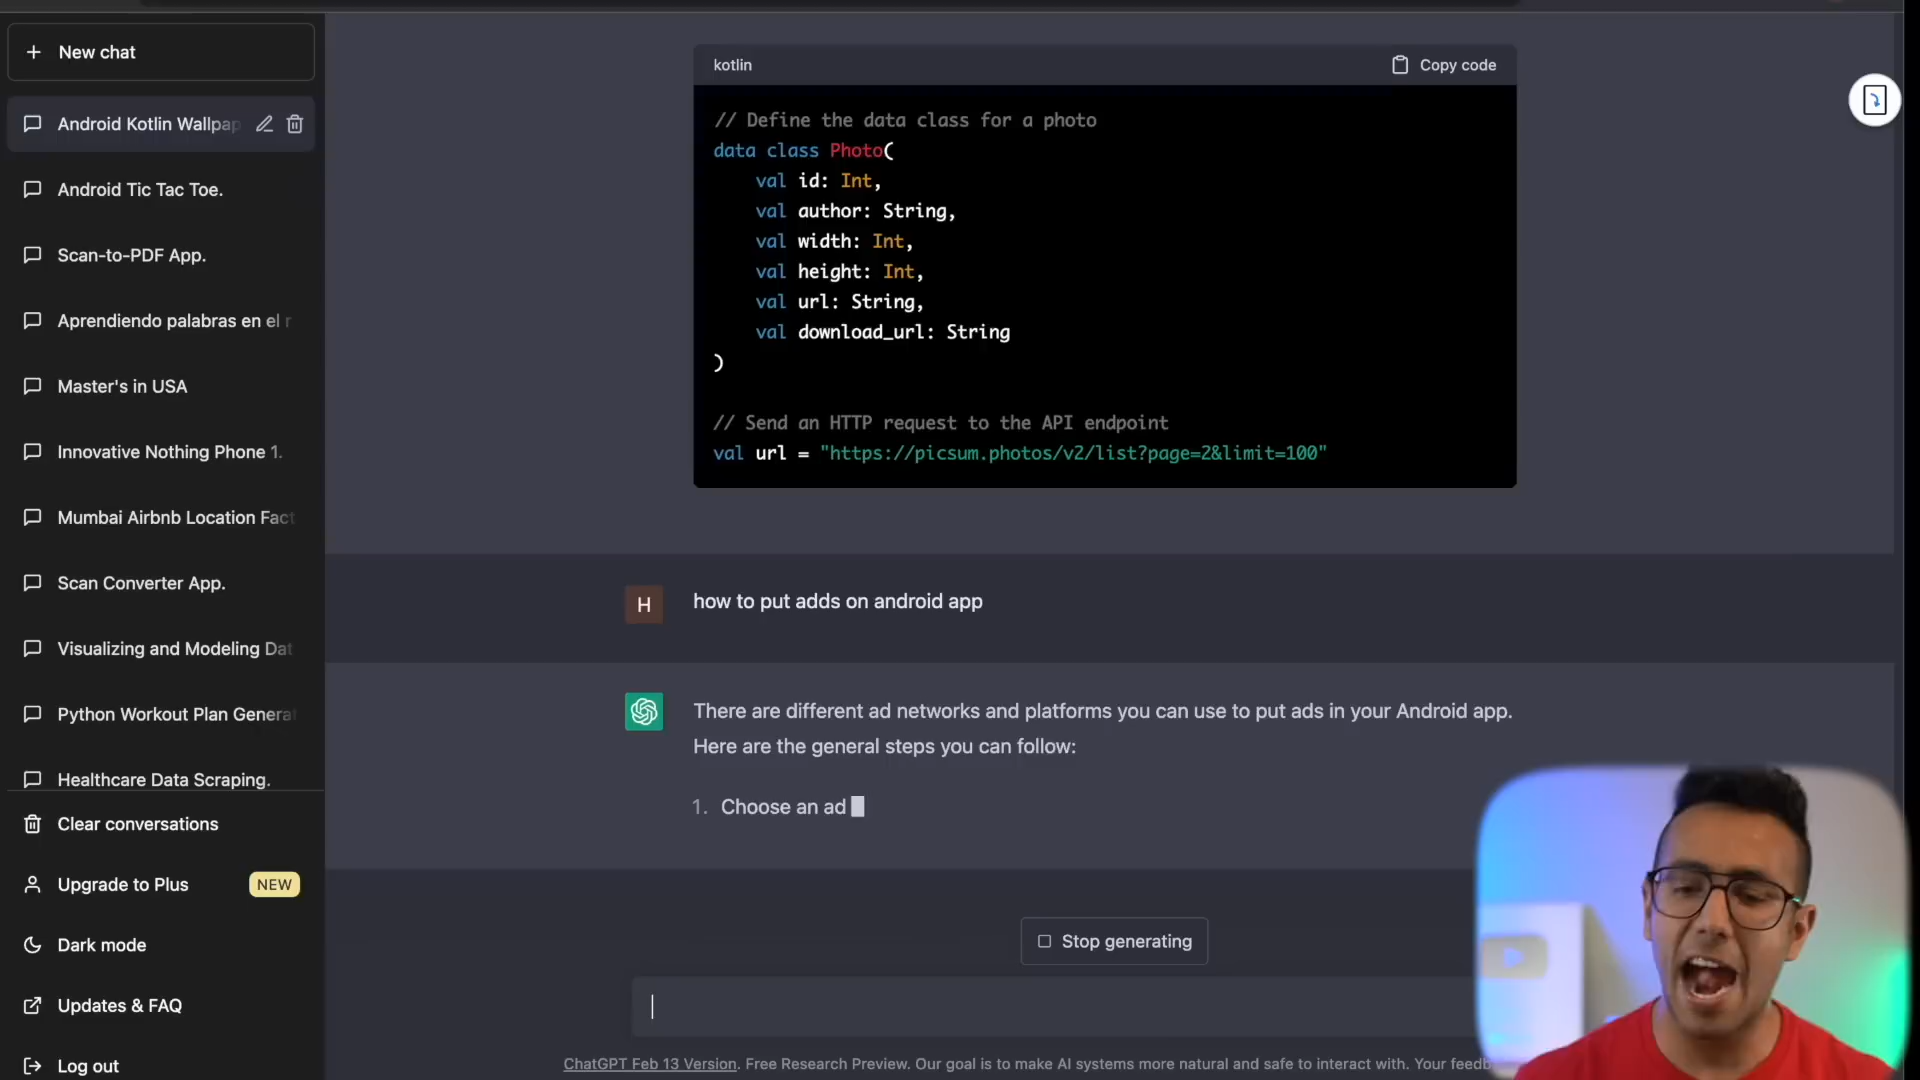 New chat
Android Kotlin Wallpap
Android Tic Tac Toe.
Scan-to-PDF App.
Aprendiendo palabras en el r
Master's in USA
Innovative Nothing Phone 1.
Mumbai Airbnb Location Fact
Scan Converter App.
Visualizing and Modeling Dat
Python Workout Plan Generat
Healthcare Data Scraping.
Clear conversations
Upgrade to Plus NEW
Dark mode
Updates & FAQ
Log out
kotlin Copy code
// Define the data class for a photo
data class Photo(
val id: Int,
val author: String,
val width: Int,
val height: Int,
val url: String,
val download_url: String
)
// Send an HTTP request to the API endpoint
val url = "https://picsum.photos/v2/list?page=2&limit=100"
H how to put adds on android app
There are different ad networks and platforms you can use to put ads in your Android app.
Here are the general steps you can follow:
1. Choose an ad
Stop generating
ChatGPT Feb 13 Version. Free Research Preview. Our goal is to make AI systems more natural and safe to interact with. Your feedb